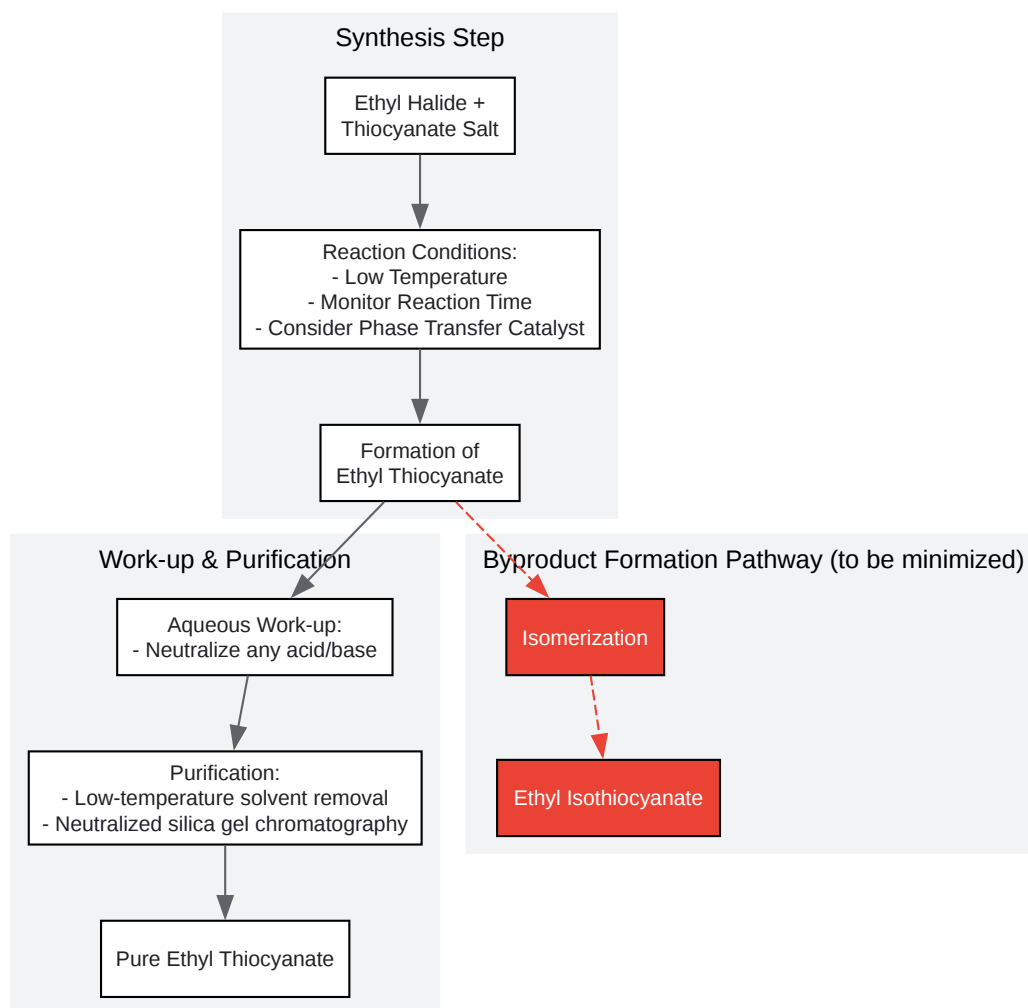 Synthesis Step
Ethyl Halide +
Thiocyanate Salt
Reaction Conditions:
- Low Temperature
- Monitor Reaction Time
- Consider Phase Transfer Catalyst
Formation of
Ethyl Thiocyanate
Work-up & Purification
Aqueous Work-up:
- Neutralize any acid/base
Purification:
- Low-temperature solvent removal
- Neutralized silica gel chromatography
Pure Ethyl Thiocyanate
Byproduct Formation Pathway (to be minimized)
Isomerization
Ethyl Isothiocyanate